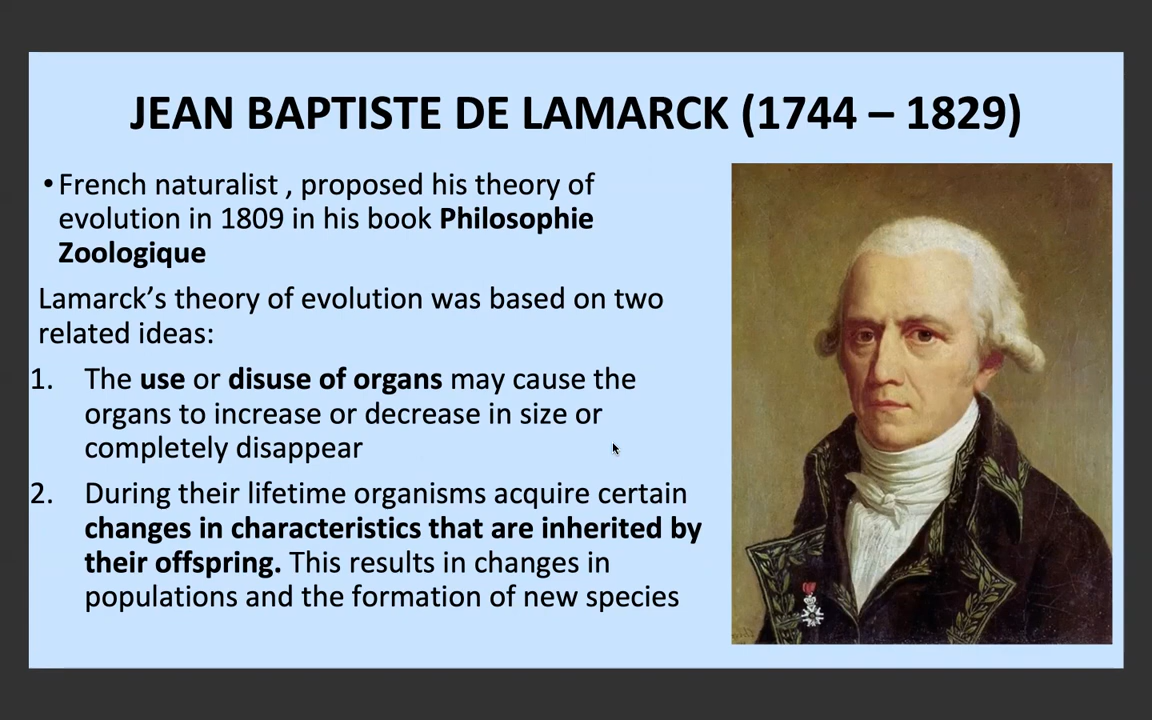 JEAN BAPTISTE DE LAMARCK (1744 – 1829)
•French naturalist , proposed his theory of
evolution in 1809 in his book Philosophie
Zoologique
Lamarck’s theory of evolution was based on two
related ideas:
1. The use or disuse of organs may cause the
organs to increase or decrease in size or
completely disappear
2. During their lifetime organisms acquire certain
changes in characteristics that are inherited by
their offspring. This results in changes in
populations and the formation of new species